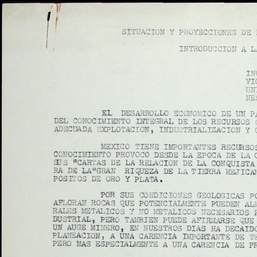 SITUACION Y PROYECCIONES DE
INTRODUCCION A
EL DESARROLLO ECONOMICO DE UN
DEL CONOCIMIENTO INTEGRAL DE LOS RECURSOS
ADECUADA EXPLOTACION, INDUSTRIALIZACION Y
MEXICO TIENE IMPORTANTES RECURSOS
CONOCIMIENTO PROVOCO DESDE LA EPOCA DE LA
SUS "CARTAS DE LA RELACION DE LA CONQUISTA
RA DE LA "GRAN RIQUEZA DE LA TIERRA MEJICAN
POSITOS DE ORO Y PLATA.
POR SUS CONDICIONES GEOLOGICAS
AFLORAN ROCAS QUE POTENCIALMENTE PUEDEN
RALES METALICOS Y NO METALICOS NECESARIOS
DUSTRIAL, PERO TAMBIEN PUEDE AFIRMARSE QUE
UN AUGE MINERO, EN NUESTROS DIAS HA DECAIDO
PLANEACION, A UNA CARENCIA IMPORTANTE DE
PERO MAS ESPECIALMENTE A UNA CARENCIA DE